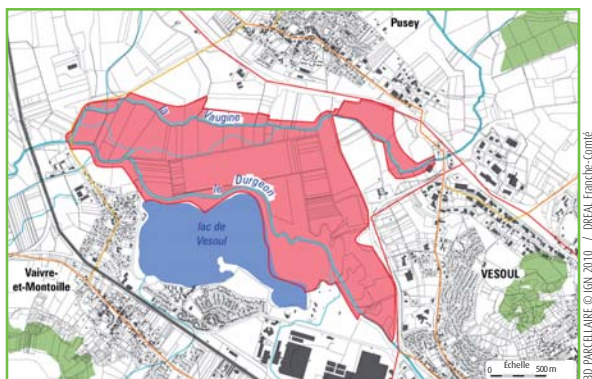 Pusey
la Vaugine
le Durgeon
lac de
Vesoul
Vaivre-
et-Montoille
VESOUL
Échelle
0 500 m
BD PARCELLAIRE © IGN 2010 / DREAL Franche-Comté